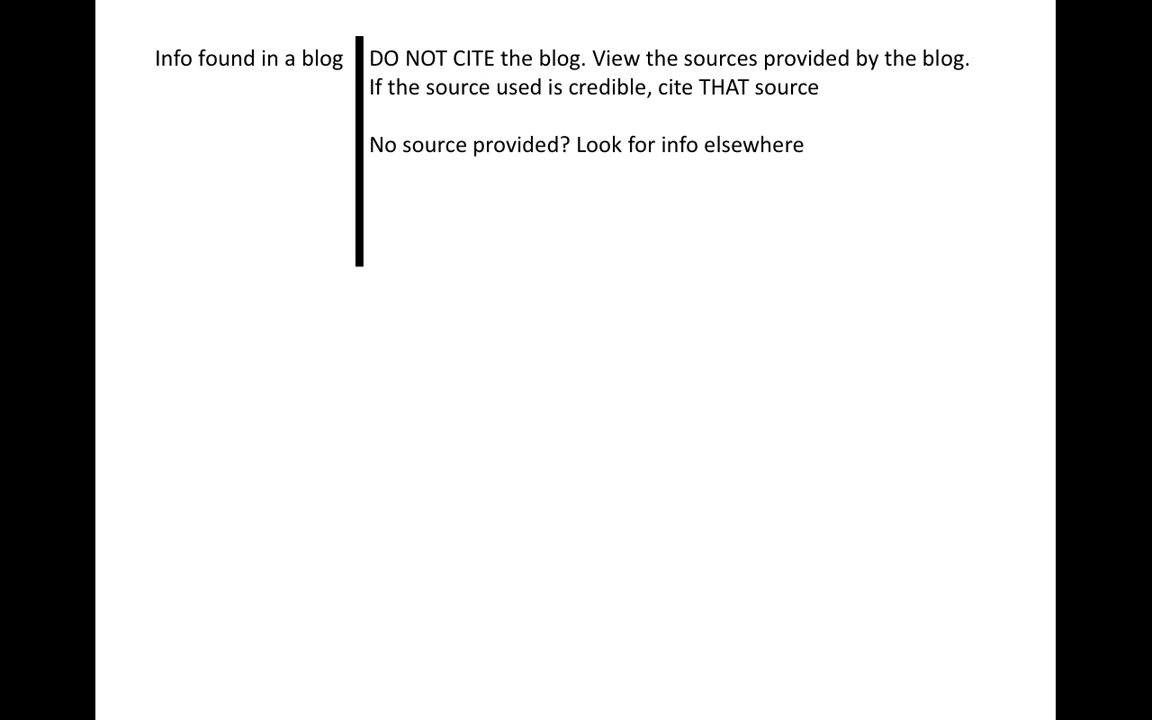 Info found in a blog
DO NOT CITE the blog. View the sources provided by the blog.
If the source used is credible, cite THAT source
No source provided? Look for info elsewhere